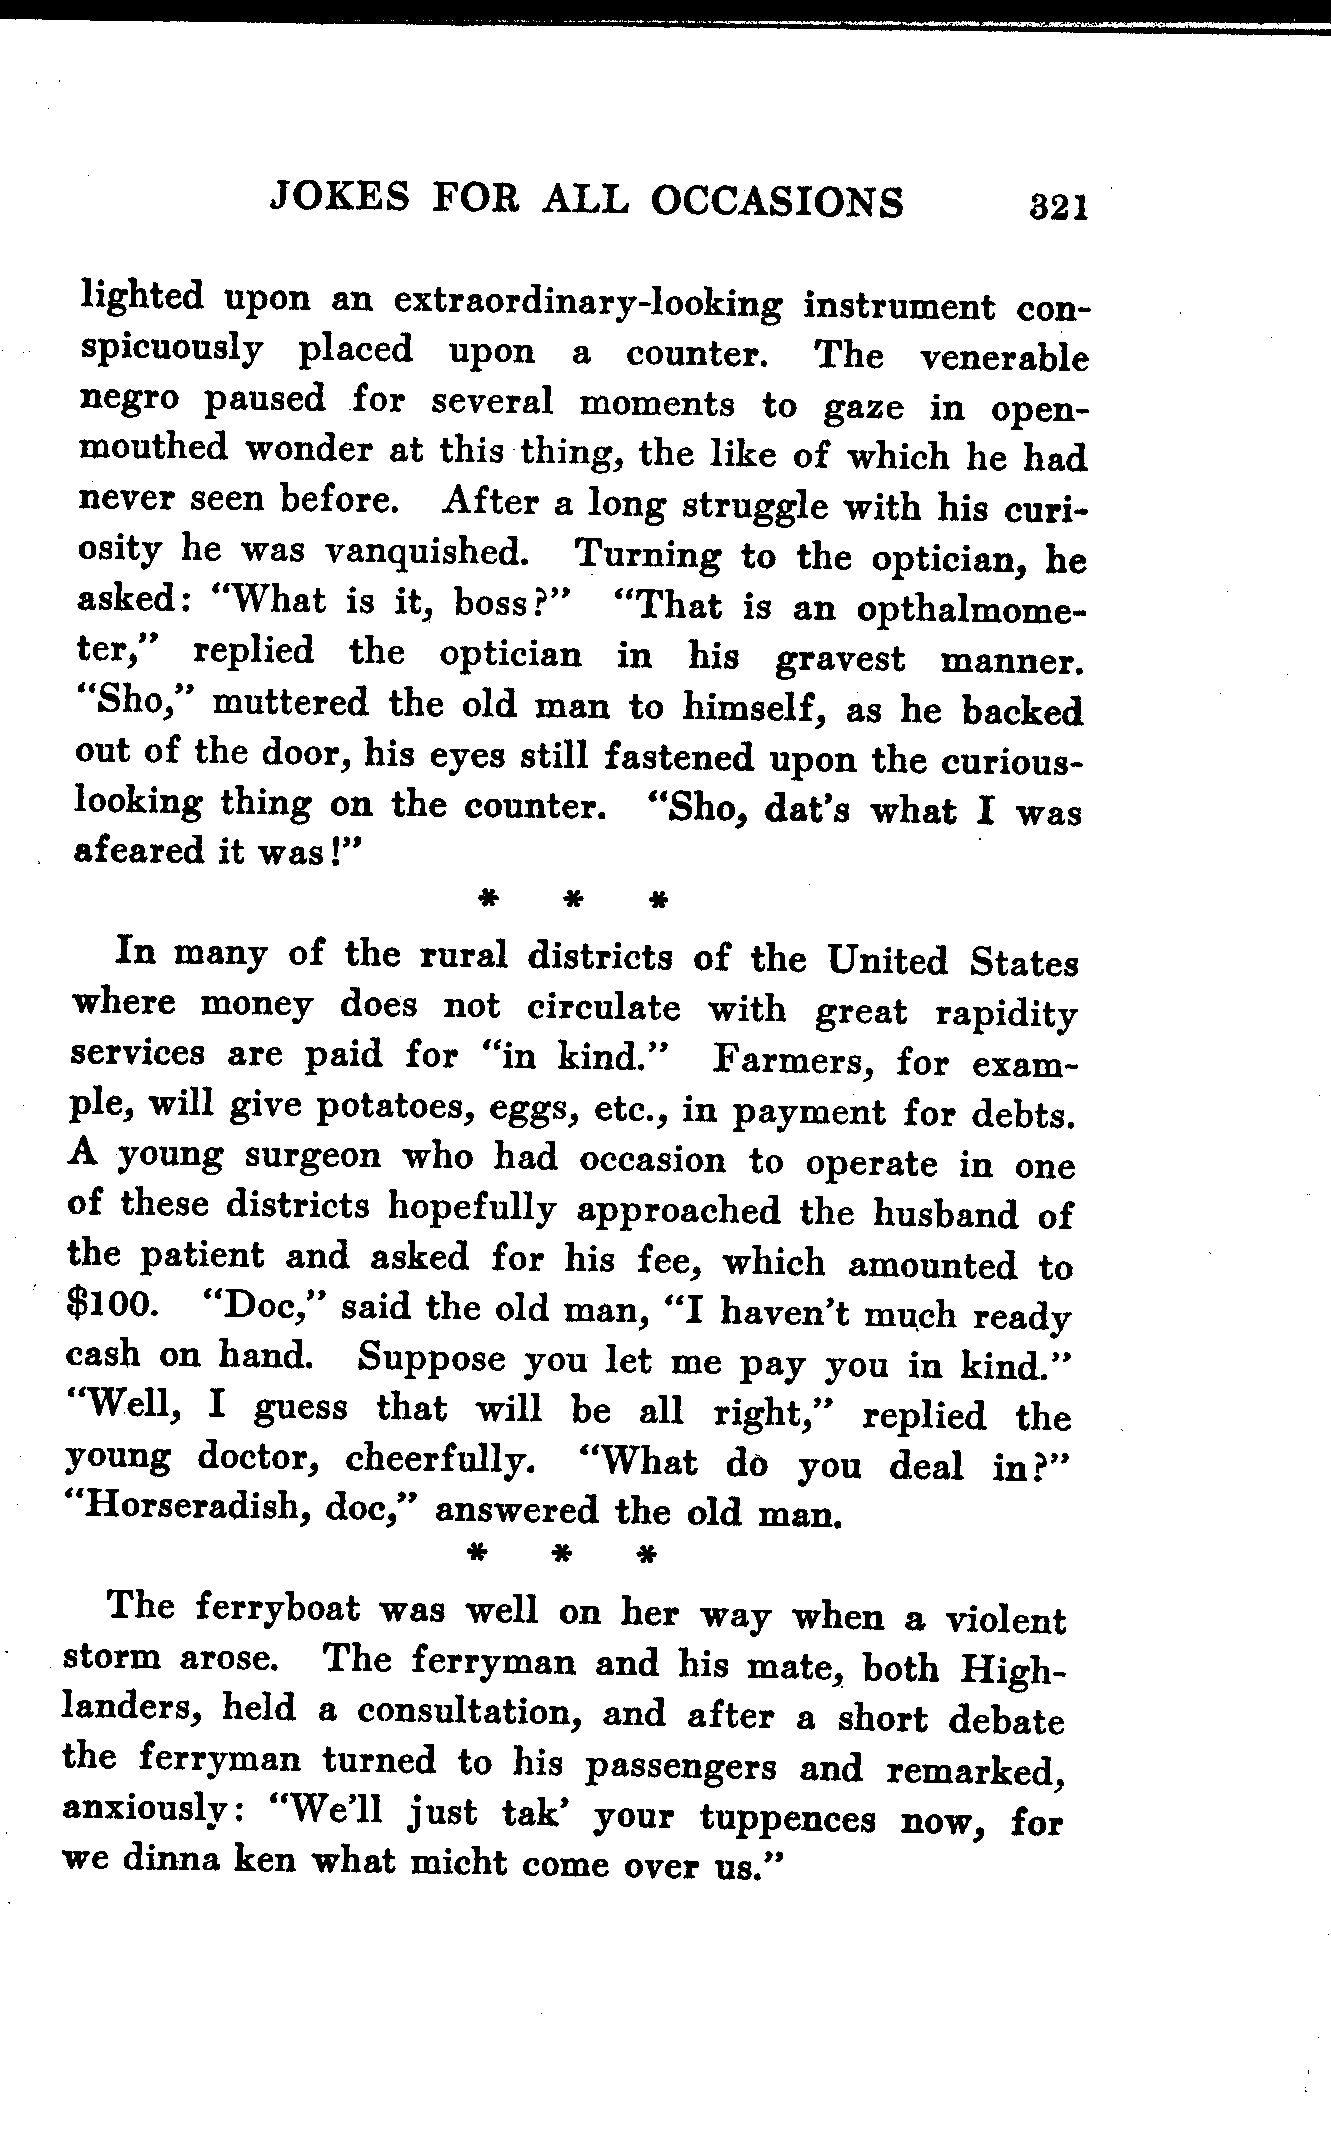 JOKES FOR ALL OCCASIONS 321
lighted upon an extraordinary-looking instrument con-
spicuously placed upon a counter. The venerable
negro paused for several moments to gaze in open-
mouthed wonder at this thing, the like of which he had
never seen before. After a long struggle with his curi-
osity he was vanquished. Turning to the optician, he
asked: "What is it, boss?" "That is an opthalmome-
ter," replied the optician in his gravest manner.
"Sho," muttered the old man to himself, as he backed
out of the door, his eyes still fastened upon the curious-
looking thing on the counter. "Sho, dat's what I was
afeared it was!"
* * *
In many of the rural districts of the United States
where money does not circulate with great rapidity
services are paid for "in kind." Farmers, for exam-
ple, will give potatoes, eggs, etc., in payment for debts.
A young surgeon who had occasion to operate in one
of these districts hopefully approached the husband of
the patient and asked for his fee, which amounted to
$100. "Doc," said the old man, "I haven't much ready
cash on hand. Suppose you let me pay you in kind."
"Well, I guess that will be all right," replied the
young doctor, cheerfully. "What do you deal in?"
"Horseradish, doc," answered the old man.
* * *
The ferryboat was well on her way when a violent
storm arose. The ferryman and his mate, both High-
landers, held a consultation, and after a short debate
the ferryman turned to his passengers and remarked,
anxiously: "We'll just tak' your tuppences now, for
we dinna ken what micht come over us."